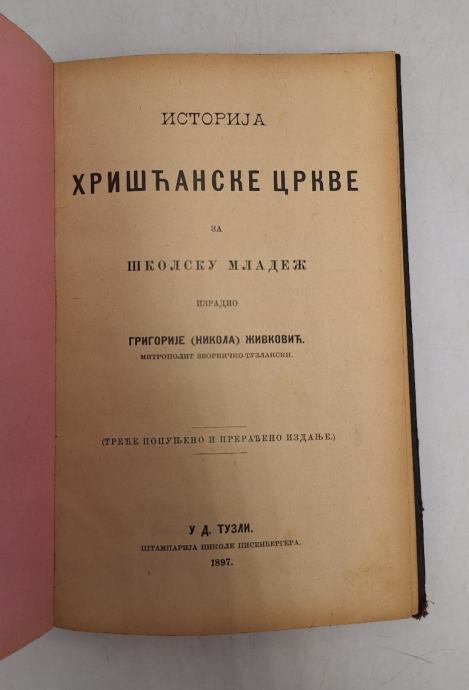 ИСТОРИЈА
ХРИШЋАНСКЕ ЦРКВЕ
ЗА
ШКОЛСКУ МЛАДЕЖ
ИЗРАДИО
ГРИГОРИЈЕ (НИКОЛА) ЖИВКОВИЋ.
МИТРОПОЛИТ ЗВОРНИЧКО-ТУЗЛАНСКИ.
(ТРЕЋЕ ПОПУЊЕНО И ПРЕРАЂЕНО ИЗДАЊЕ.)
У Д. ТУЗЛИ.
ШТАМПАРИЈА НИКОЛЕ ПИСЕНБЕРГЕРА.
1897.